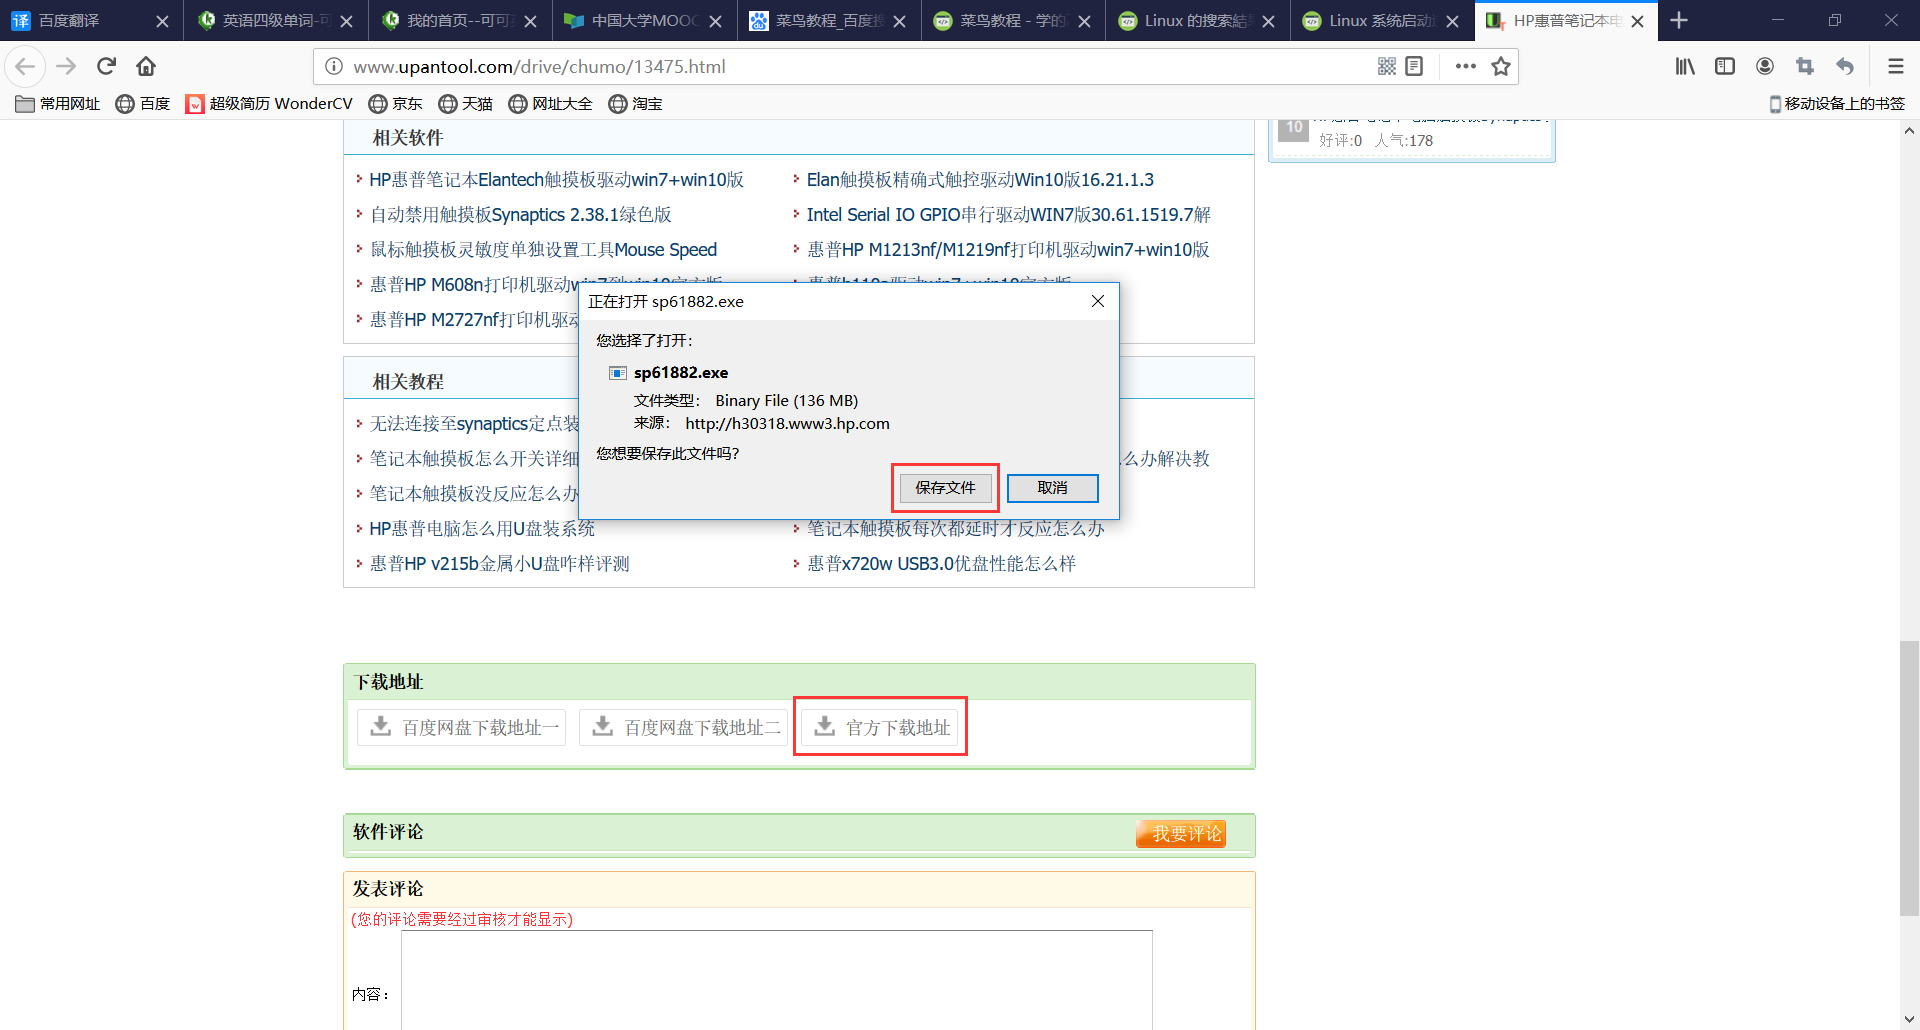 百度翻译
英语四级单词-可
我的首页--可可
中国大学MOOC
菜鸟教程_百度搜
菜鸟教程 - 学的
Linux 的搜索結
Linux 系统启动
HP惠普笔记本电
www.upantool.com/drive/chumo/13475.html
常用网址
百度
超级简历 WonderCV
京东
天猫
网址大全
淘宝
移动设备上的书签
相关软件
HP惠普笔记本Elantech触摸板驱动win7+win10版
Elan触摸板精确式触控驱动Win10版16.21.1.3
自动禁用触摸板Synaptics 2.38.1绿色版
Intel Serial IO GPIO串行驱动WIN7版30.61.1519.7解
鼠标触摸板灵敏度单独设置工具Mouse Speed
惠普HP M1213nf/M1219nf打印机驱动win7+win10版
惠普HP M608n打印机驱动
惠普HP M2727nf打印机驱动
10
好评:0 人气:178
正在打开 sp61882.exe
您选择了打开:
sp61882.exe
文件类型: Binary File (136 MB)
来源: http://h30318.www3.hp.com
您想要保存此文件吗?
保存文件
取消
相关教程
无法连接至synaptics定点装
笔记本触摸板怎么开关详细
么办解决教
笔记本触摸板没反应怎么办
HP惠普电脑怎么用U盘装系统
笔记本触摸板每次都延时才反应怎么办
惠普HP v215b金属小U盘咋样评测
惠普x720w USB3.0优盘性能怎么样
下载地址
百度网盘下载地址一
百度网盘下载地址二
官方下载地址
软件评论
我要评论
发表评论
(您的评论需要经过审核才能显示)
内容：